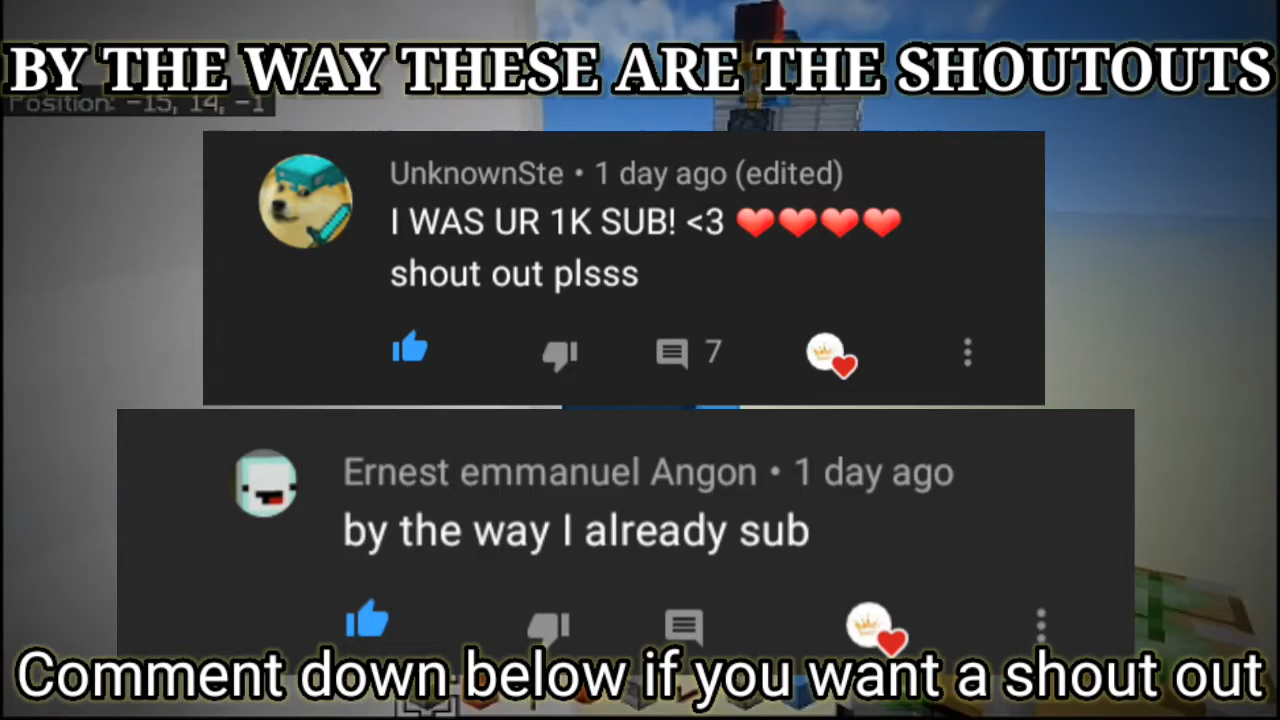 BY THE WAY THESE ARE THE SHOUTOUTS
Position: -15, 14, -1
UnknownSte • 1 day ago (edited)
I WAS UR 1K SUB! <3 ❤❤❤❤
shout out plsss
7
Ernest emmanuel Angon • 1 day ago
by the way I already sub
Comment down below if you want a shout out